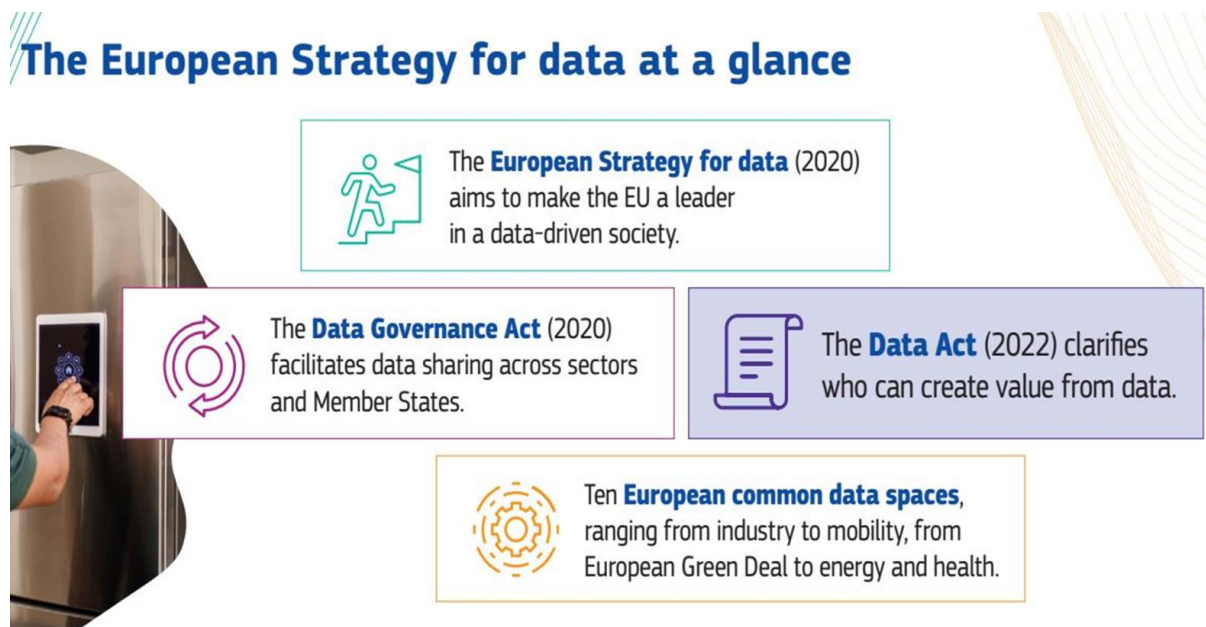 The European Strategy for data at a glance
The European Strategy for data (2020)
aims to make the EU a leader
in a data-driven society.
The Data Governance Act (2020)
facilitates data sharing across sectors
and Member States.
The Data Act (2022) clarifies
who can create value from data.
Ten European common data spaces,
ranging from industry to mobility, from
European Green Deal to energy and health.